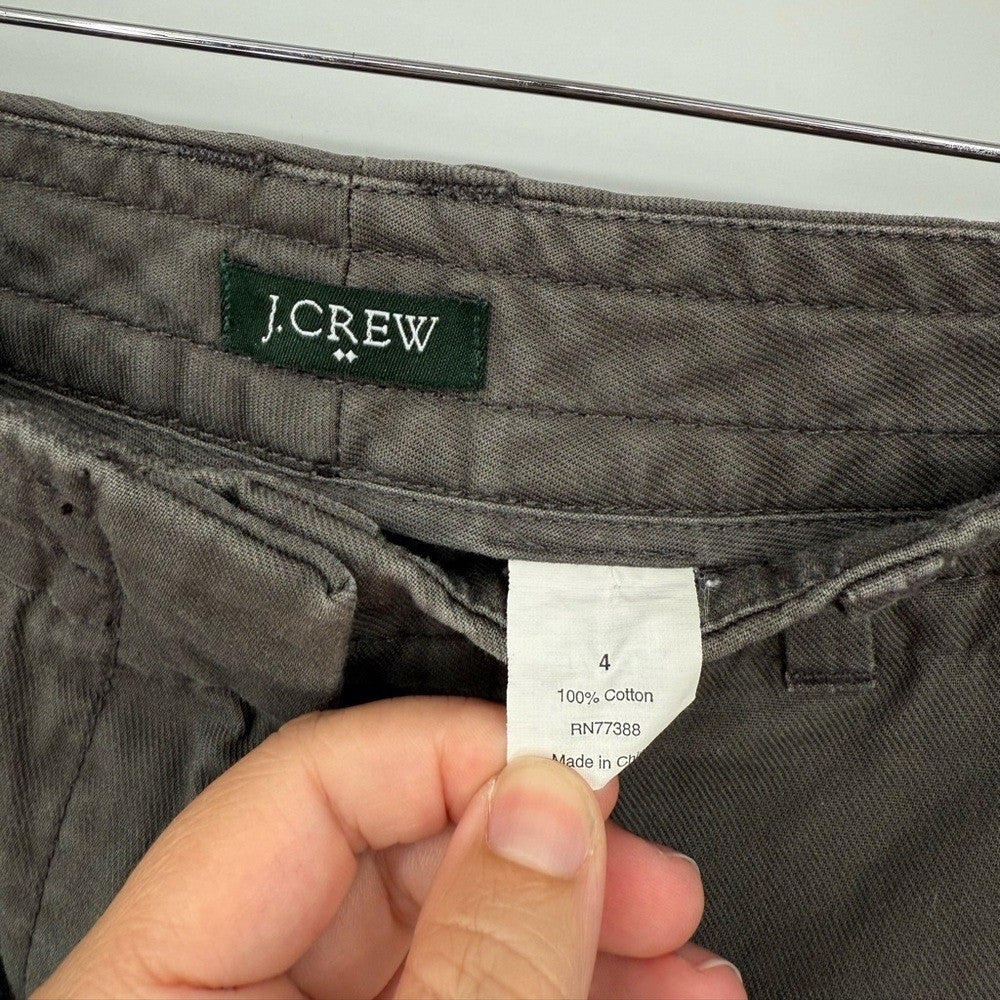 J.CREW
4
100% Cotton
RN77388
Made in